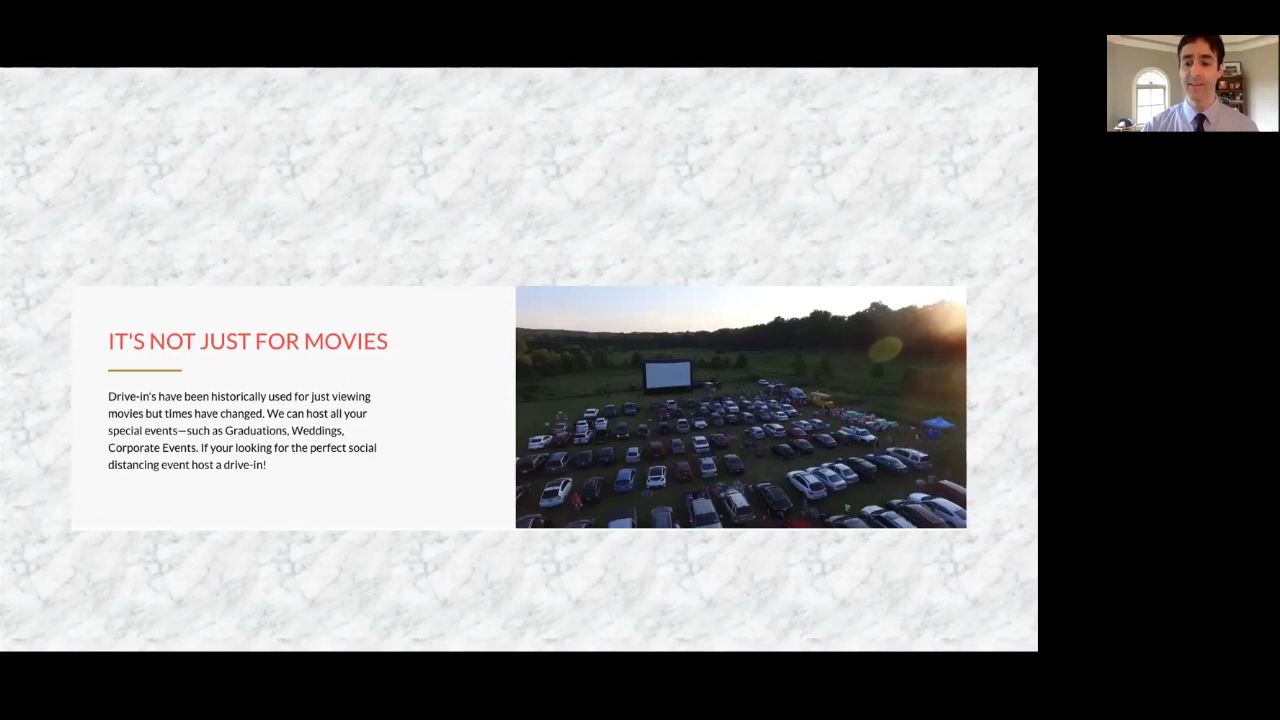 IT'S NOT JUST FOR MOVIES
Drive-in's have been historically used for just viewing
movies but times have changed. We can host all your
special events—such as Graduations, Weddings,
Corporate Events. If your looking for the perfect social
distancing event host a drive-in!